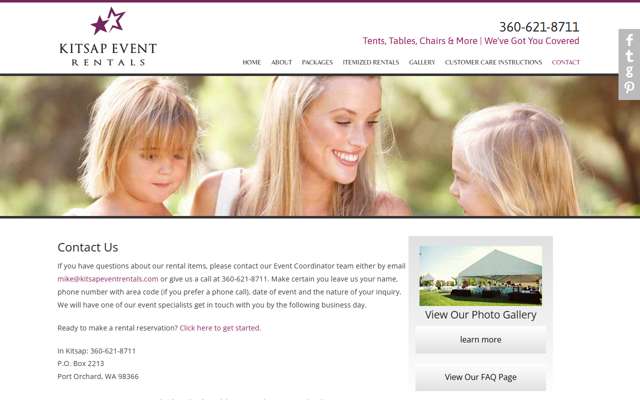 360-621-8711
Tents, Tables, Chairs & More | We've Got You Covered
KITSAP EVENT
RENTALS
HOME ABOUT PACKAGES ITEMIZED RENTALS GALLERY CUSTOMER CARE INSTRUCTIONS CONTACT
Contact Us
If you have questions about our rental items, please contact our Event Coordinator team either by email
mike@kitsapeventrentals.com or give us a call at 360-621-8711. Make certain you leave us your name,
phone number with area code (if you prefer a phone call), date of event and the nature of your inquiry.
We will have one of our event specialists get in touch with you by the following business day.
Ready to make a rental reservation? Click here to get started.
In Kitsap: 360-621-8711
P.O. Box 2213
Port Orchard, WA 98366
View Our Photo Gallery
learn more
View Our FAQ Page